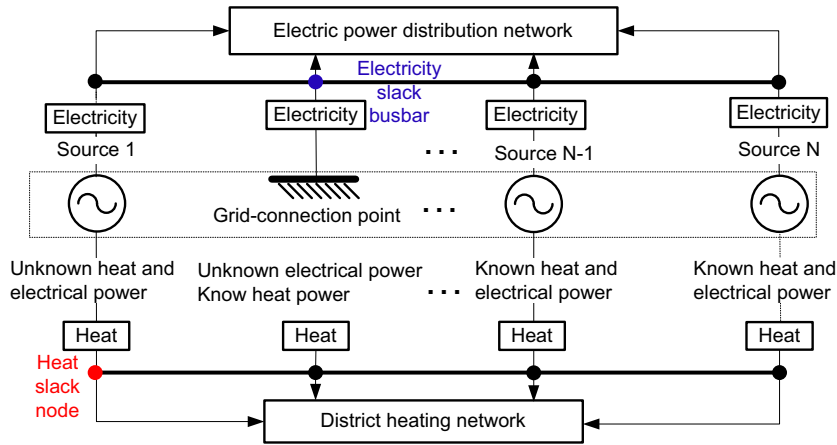 Electric power distribution network
Electricity
slack
busbar
Electricity
Electricity
Electricity
Electricity
Source 1
...
Source N-1
Source N
Grid-connection point
...
Unknown heat and
electrical power
Unknown electrical power
Know heat power
...
Known heat and
electrical power
Known heat and
electrical power
Heat
Heat
Heat
Heat
Heat
slack
node
District heating network